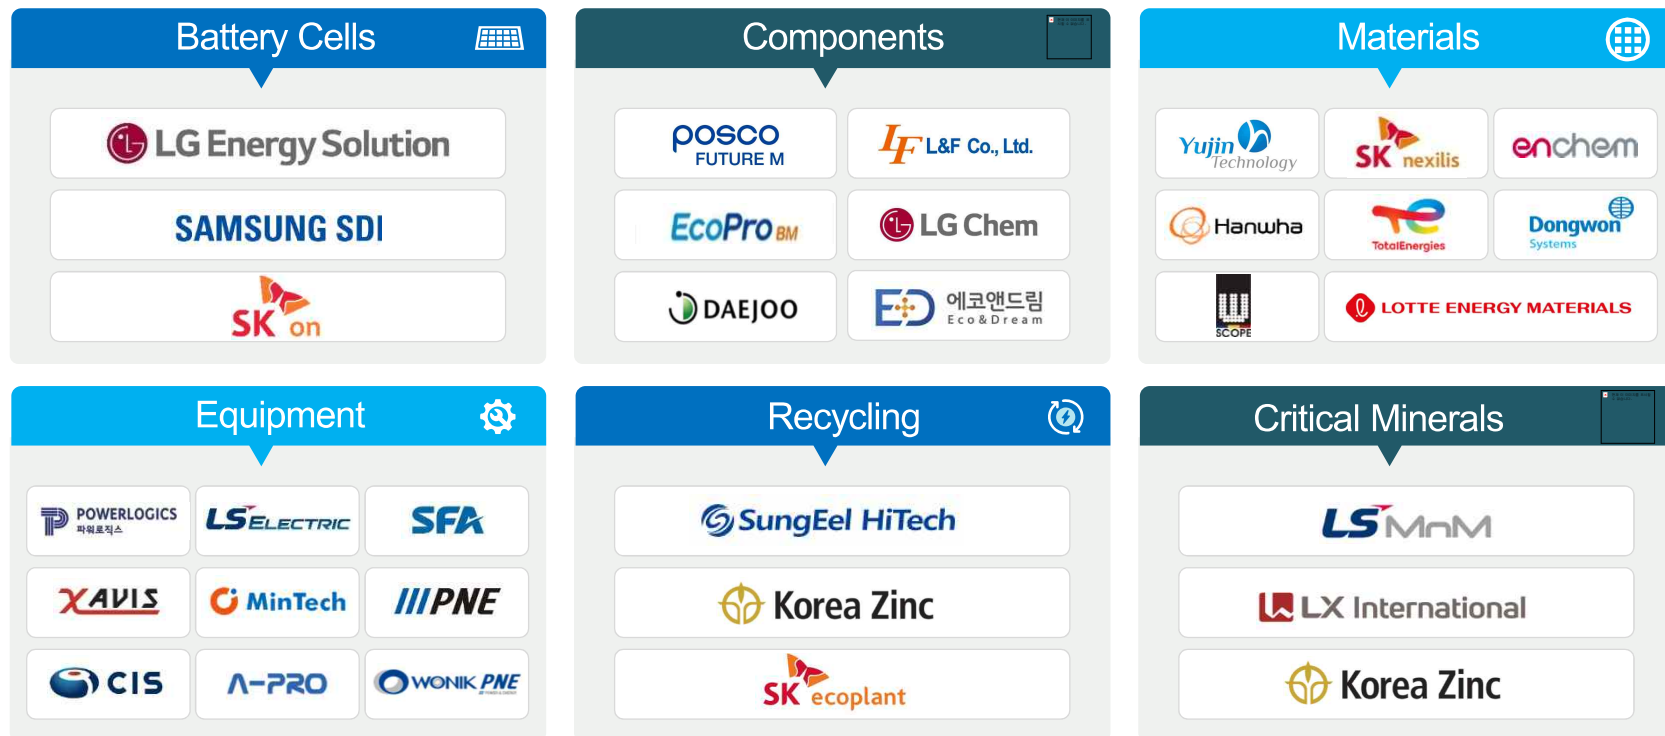 Battery Cells
LG Energy Solution
SAMSUNG SDI
SK on
Components
POSCO
FUTURE M
L&F Co., Ltd.
EcoPro BM
LG Chem
DAEJOO
에코앤드림
Eco&Dream
Materials
Yujin
Technology
SK nexilis
enchem
Hanwha
TotalEnergies
Dongwon
Systems
W
SCOPE
LOTTE ENERGY MATERIALS
Equipment
POWERLOGICS
파워로직스
LS ELECTRIC
SFA
XAVIS
MinTech
PNE
CIS
A-PRO
WONIK PNE
Recycling
SungEel HiTech
Korea Zinc
SK ecoplant
Critical Minerals
LS MnM
LX International
Korea Zinc